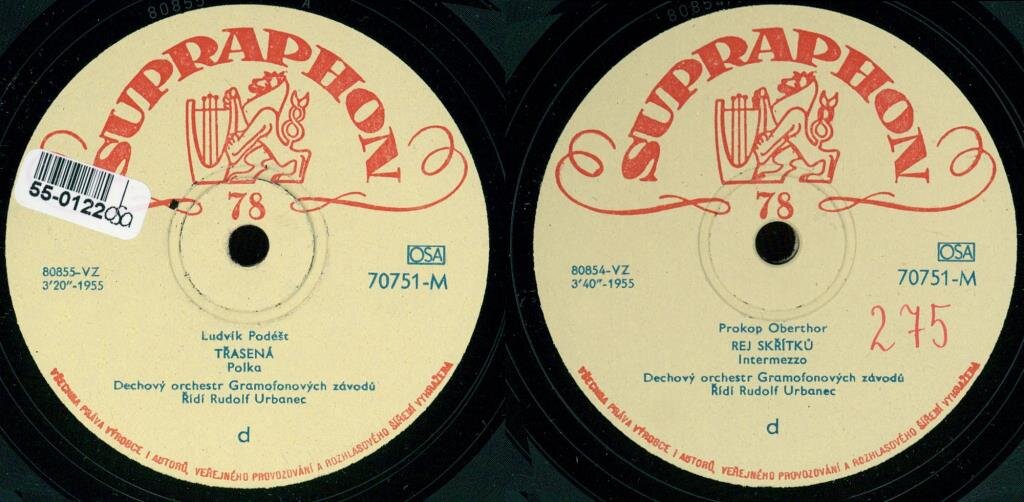 SUPRAPHON
55-0122
osa
78
OSA
80855-VZ
70751-M
3'20"-1955
Ludvík Podéšt
TŘASENÁ
Polka
Dechový orchestr Gramofonových závodů
Řídí Rudolf Urbanec
d
VŠECHNA PRÁVA VÝROBCE I AUTORŮ, VEŘEJNÉHO PROVOZOVÁNÍ A ROZHLASOVÉHO ŠÍŘENÍ VYHRAŽENA
SUPRAPHON
78
OSA
80854-VZ
70751-M
3'40"-1955
275
Prokop Oberthor
REJ SKŘÍTKŮ
Intermezzo
Dechový orchestr Gramofonových závodů
Řídí Rudolf Urbanec
d
VŠECHNA PRÁVA VÝROBCE I AUTORŮ, VEŘEJNÉHO PROVOZOVÁNÍ A ROZHLASOVÉHO ŠÍŘENÍ VYHRAŽENA